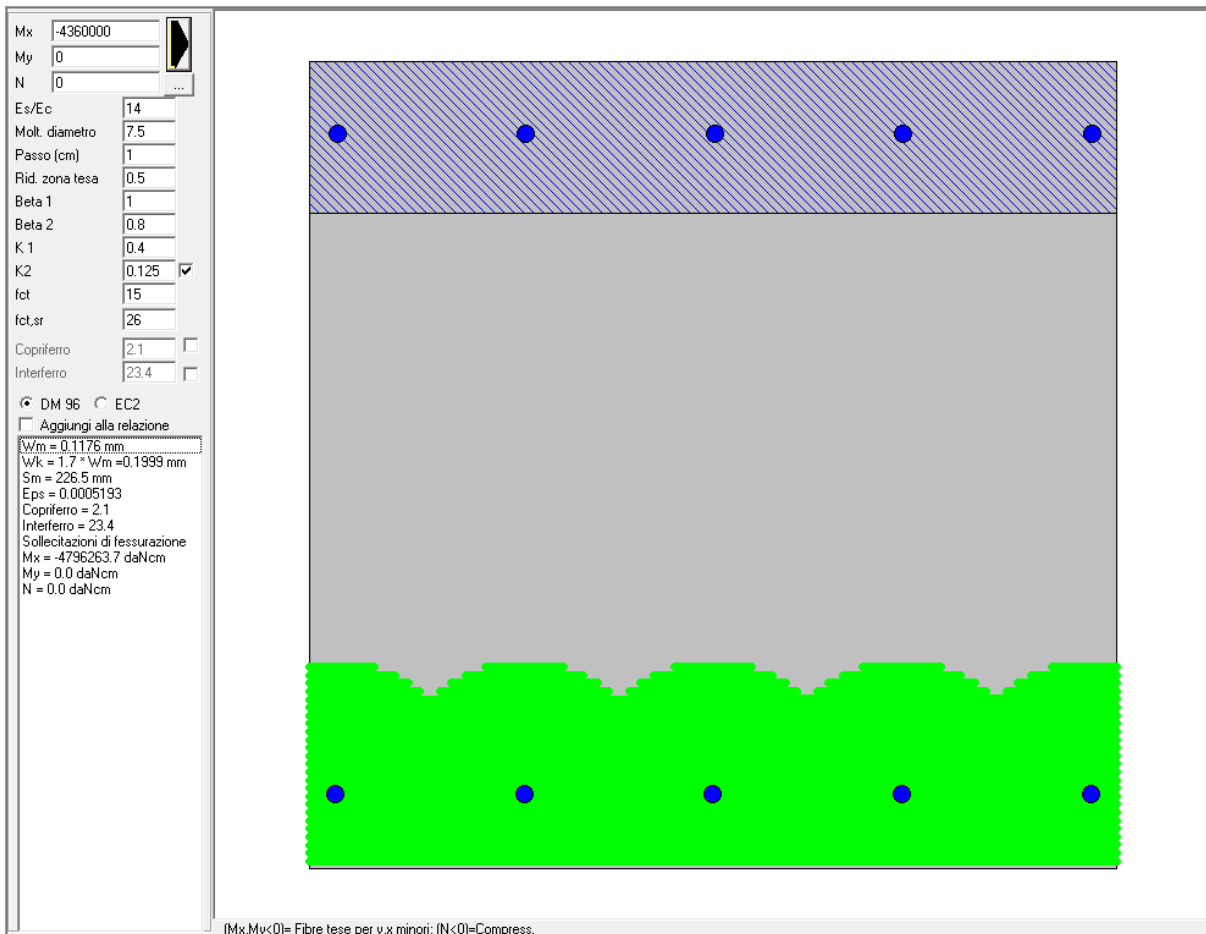 Mx -4360000
My 0
N 0 ...
Es/Ec 14
Molt. diametro 7.5
Passo (cm) 1
Rid. zona tesa 0.5
Beta 1 1
Beta 2 0.8
K 1 0.4
K2 0.125
fct 15
fct,sr 26
Copriferro 2.1
Interferro 23.4
DM 96 EC2
Aggiungi alla relazione
Wm = 0.1176 mm
Wk = 1.7 * Wm =0.1999 mm
Sm = 226.5 mm
Eps = 0.0005193
Copriferro = 2.1
Interferro = 23.4
Sollecitazioni di fessurazione
Mx = -4796263.7 daNcm
My = 0.0 daNcm
N = 0.0 daNcm
(Mx,My<0)= Fibre tese per y,x minori; (N<0)=Compress.